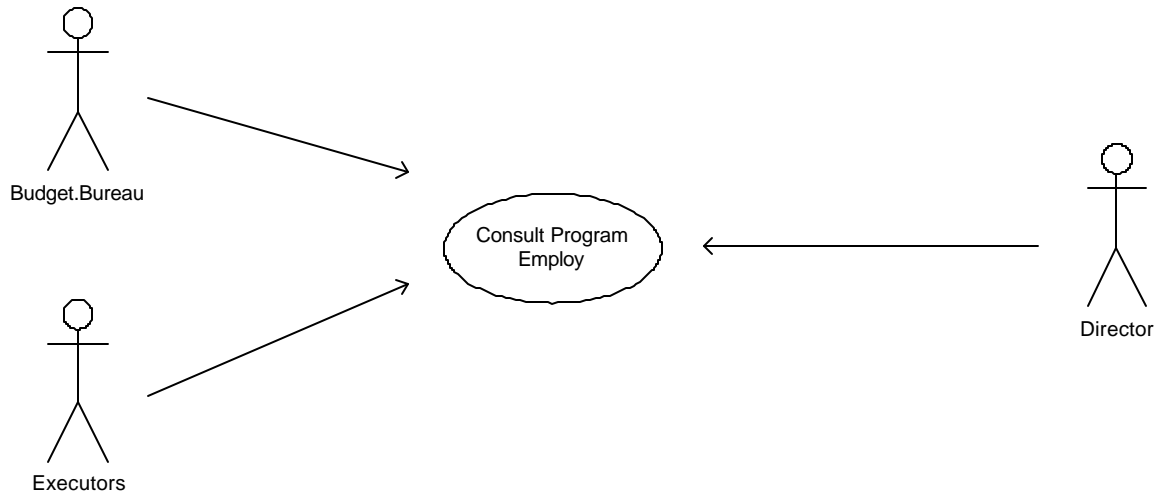 Budget.Bureau
Consult Program
Employ
Director
Executors